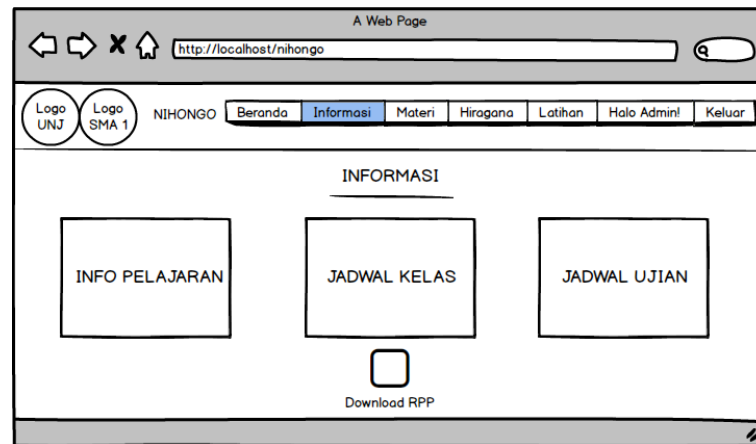 A Web Page
http://localhost/nihongo
Logo
UNJ
Logo
SMA 1
NIHONGO
Beranda
Informasi
Materi
Hiragana
Latihan
Halo Admin!
Keluar
INFORMASI
INFO PELAJARAN
JADWAL KELAS
JADWAL UJIAN
Download RPP